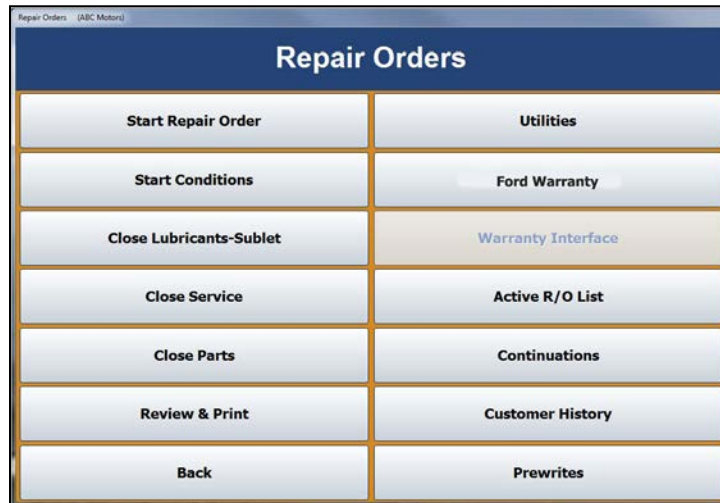 Repair Orders (ABC Motors)
Repair Orders
Start Repair Order
Utilities
Start Conditions
Ford Warranty
Close Lubricants-Sublet
Warranty Interface
Close Service
Active R/O List
Close Parts
Continuations
Review & Print
Customer History
Back
Prewrites